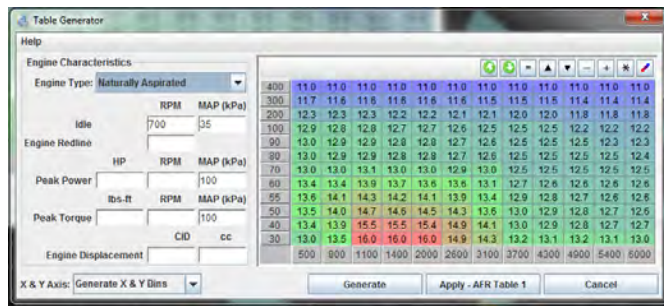 Table Generator
Help
Engine Characteristics
Engine Type: Naturally Aspirated
RPM MAP (kPa)
Idle 700 35
Engine Redline
HP RPM MAP (kPa)
Peak Power 100
lbs-ft RPM MAP (kPa)
Peak Torque 100
CID cc
Engine Displacement
= ▲ ▼ - + *
400 11.0 11.0 11.0 11.0 11.0 11.0 11.0 11.0 11.0 11.0 11.0 11.0
300 11.7 11.6 11.6 11.6 11.6 11.6 11.5 11.5 11.5 11.4 11.4 11.4
200 12.3 12.3 12.3 12.2 12.2 12.1 12.1 12.0 12.0 11.8 11.8 11.8
100 12.9 12.8 12.8 12.7 12.7 12.6 12.5 12.5 12.5 12.2 12.2 12.2
90 13.0 12.9 12.9 12.8 12.8 12.7 12.6 12.5 12.5 12.5 12.3 12.3
80 13.0 12.9 12.9 12.8 12.8 12.7 12.6 12.5 12.5 12.5 12.5 12.4
70 13.0 13.0 13.1 13.0 13.0 12.9 13.0 12.5 12.5 12.5 12.5 12.5
60 13.4 13.4 13.9 13.7 13.6 13.6 13.1 12.7 12.6 12.6 12.6 12.6
55 13.6 14.1 14.3 14.2 14.1 13.9 13.4 12.9 12.8 12.7 12.6 12.6
50 13.5 14.0 14.7 14.6 14.5 14.3 13.6 13.0 12.9 12.8 12.7 12.6
40 13.4 13.9 15.5 15.5 15.4 14.9 14.1 13.0 12.9 12.8 12.7 12.7
30 13.0 13.5 16.0 16.0 16.0 14.9 14.3 13.2 13.1 13.2 13.1 13.0
500 800 1100 1400 2000 2600 3100 3700 4300 4900 5400 6000
X & Y Axis: Generate X & Y Bins
Generate Apply - AFR Table 1 Cancel